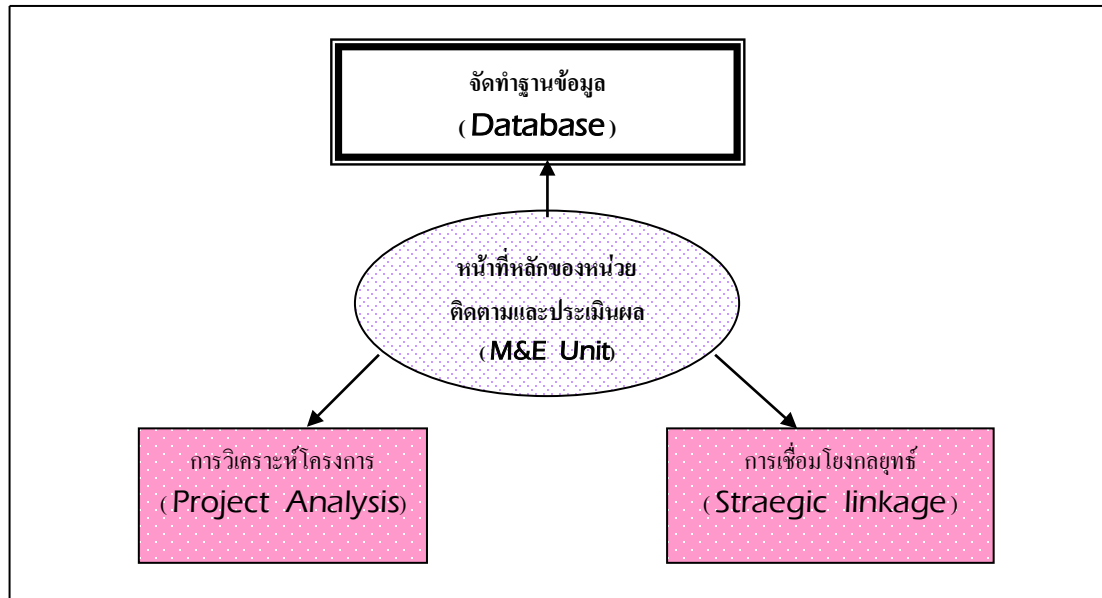 จัดทำฐานข้อมูล
(Database)
หน้าที่หลักของหน่วย
ติดตามและประเมินผล
(M&E Unit)
การวิเคราะห์โครงการ
(Project Analysis)
การเชื่อมโยงกลยุทธ์
(Straegic linkage)